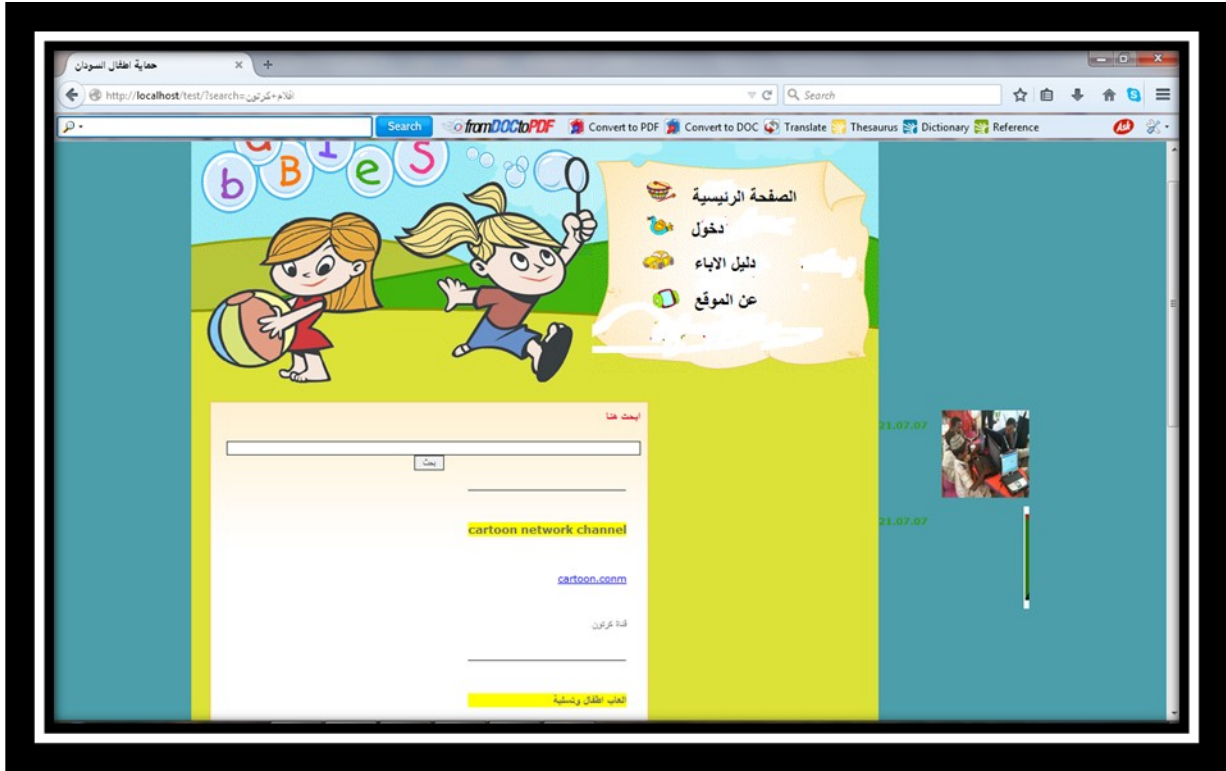 حماية اطفال السودان
http://localhost/test/?search=افلام+كرتون
Search
Search
fromDOCtoPDF
Convert to PDF
Convert to DOC
Translate
Thesaurus
Dictionary
Reference
Ask
b B i e S
الصفحة الرئيسية
دخول
دليل الاباء
عن الموقع
ابحث هنا
بحث
21.07.07
cartoon network channel
21.07.07
cartoon.conm
قناة كرتون
العاب اطفال وتسلية